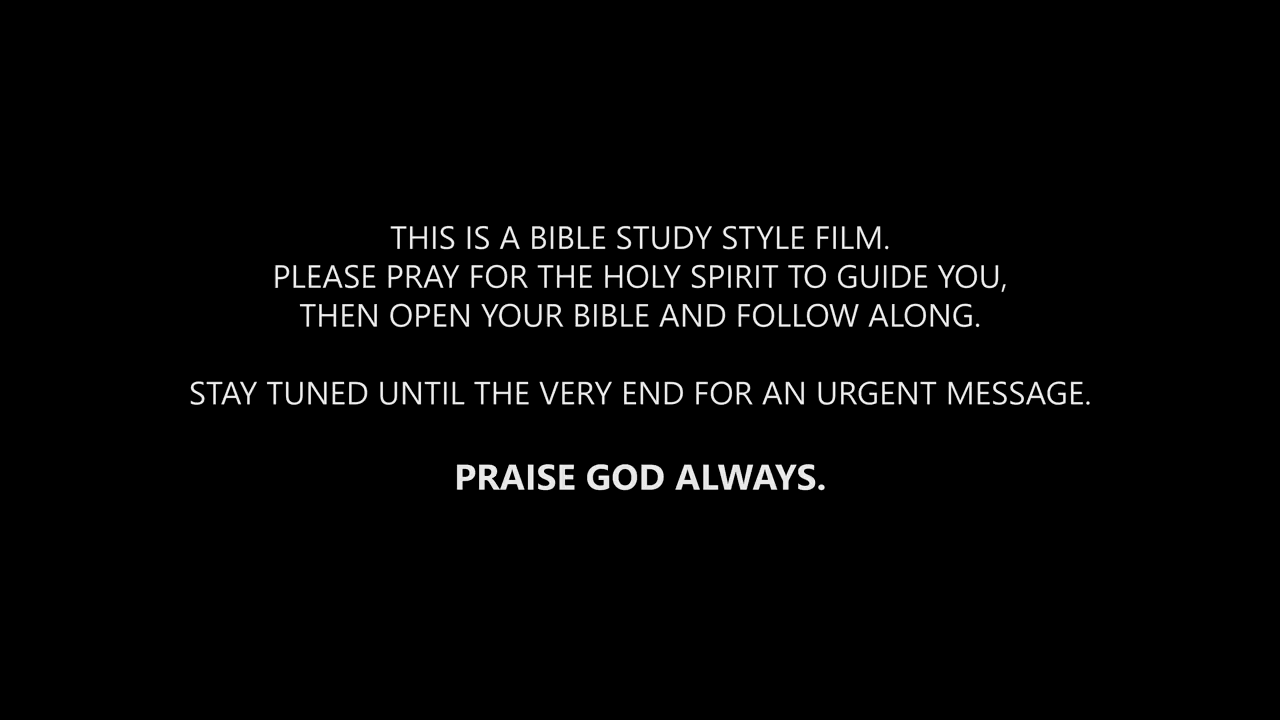 THIS IS A BIBLE STUDY STYLE FILM.
PLEASE PRAY FOR THE HOLY SPIRIT TO GUIDE YOU,
THEN OPEN YOUR BIBLE AND FOLLOW ALONG.
STAY TUNED UNTIL THE VERY END FOR AN URGENT MESSAGE.
PRAISE GOD ALWAYS.